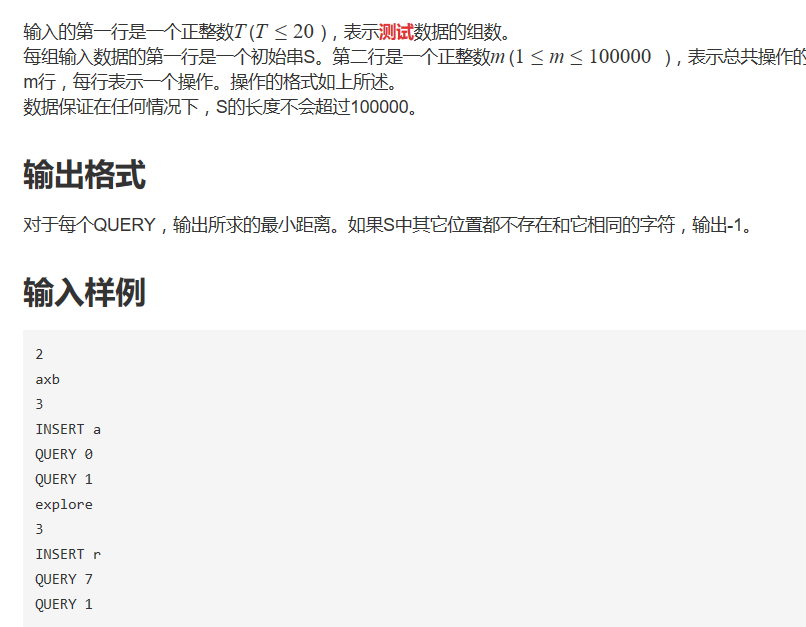 输入的第一行是一个正整数T (T ≤ 20 )，表示测试数据的组数。
每组输入数据的第一行是一个初始串S。第二行是一个正整数m (1 ≤ m ≤ 100000 )，表示总共操作的
m行，每行表示一个操作。操作的格式如上所述。
数据保证在任何情况下，S的长度不会超过100000。
输出格式
对于每个QUERY，输出所求的最小距离。如果S中其它位置都不存在和它相同的字符，输出-1。
输入样例
2
axb
3
INSERT a
QUERY 0
QUERY 1
explore
3
INSERT r
QUERY 7
QUERY 1